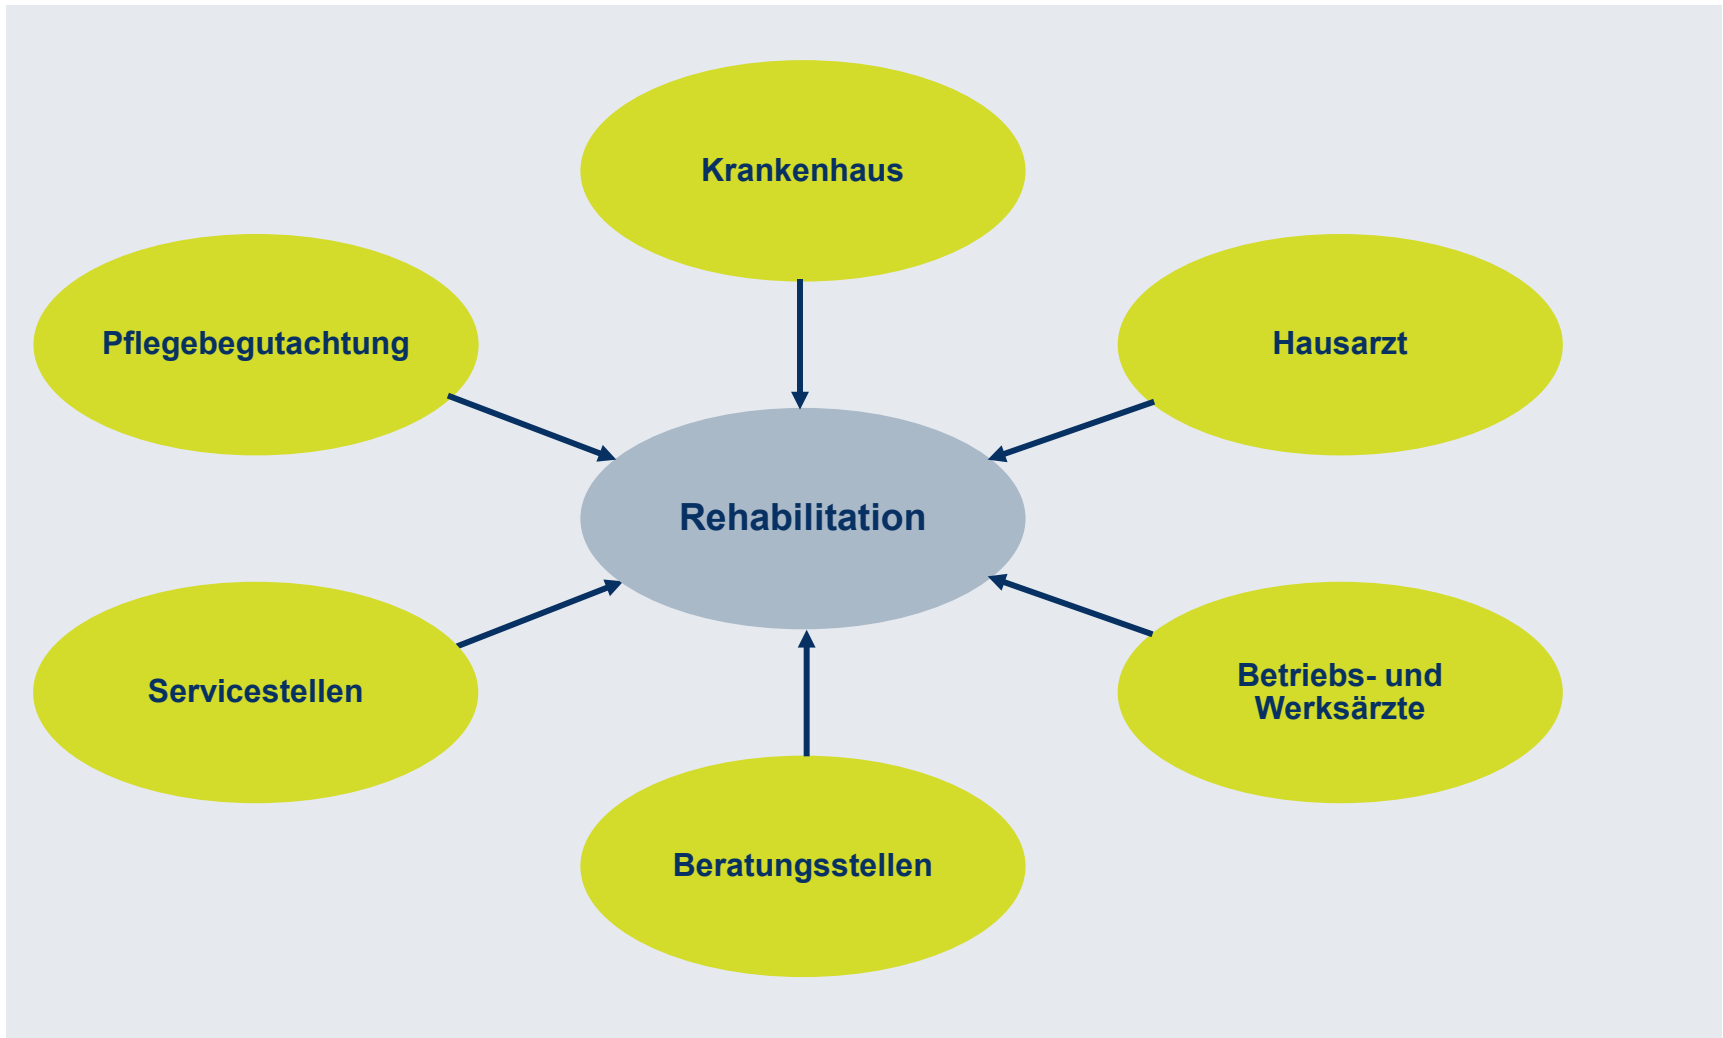 Krankenhaus
Pflegebegutachtung
Hausarzt
Rehabilitation
Servicestellen
Betriebs- und
Werksärzte
Beratungsstellen